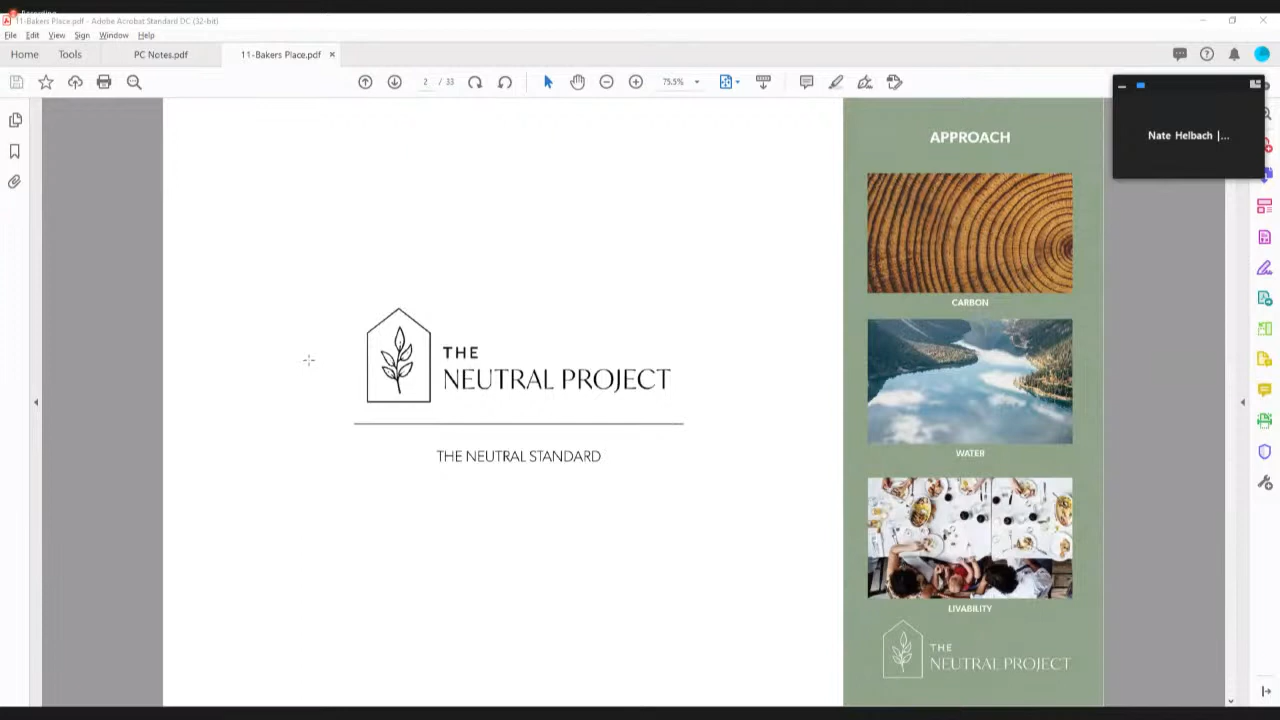 Recording
11-Bakers Place.pdf - Adobe Acrobat Standard DC (32-bit)
File Edit View Sign Window Help
Home Tools PC Notes.pdf 11-Bakers Place.pdf ×
2 / 33 75.5%
Nate Helbach |...
APPROACH
CARBON
THE
NEUTRAL PROJECT
THE NEUTRAL STANDARD
WATER
LIVABILITY
THE
NEUTRAL PROJECT